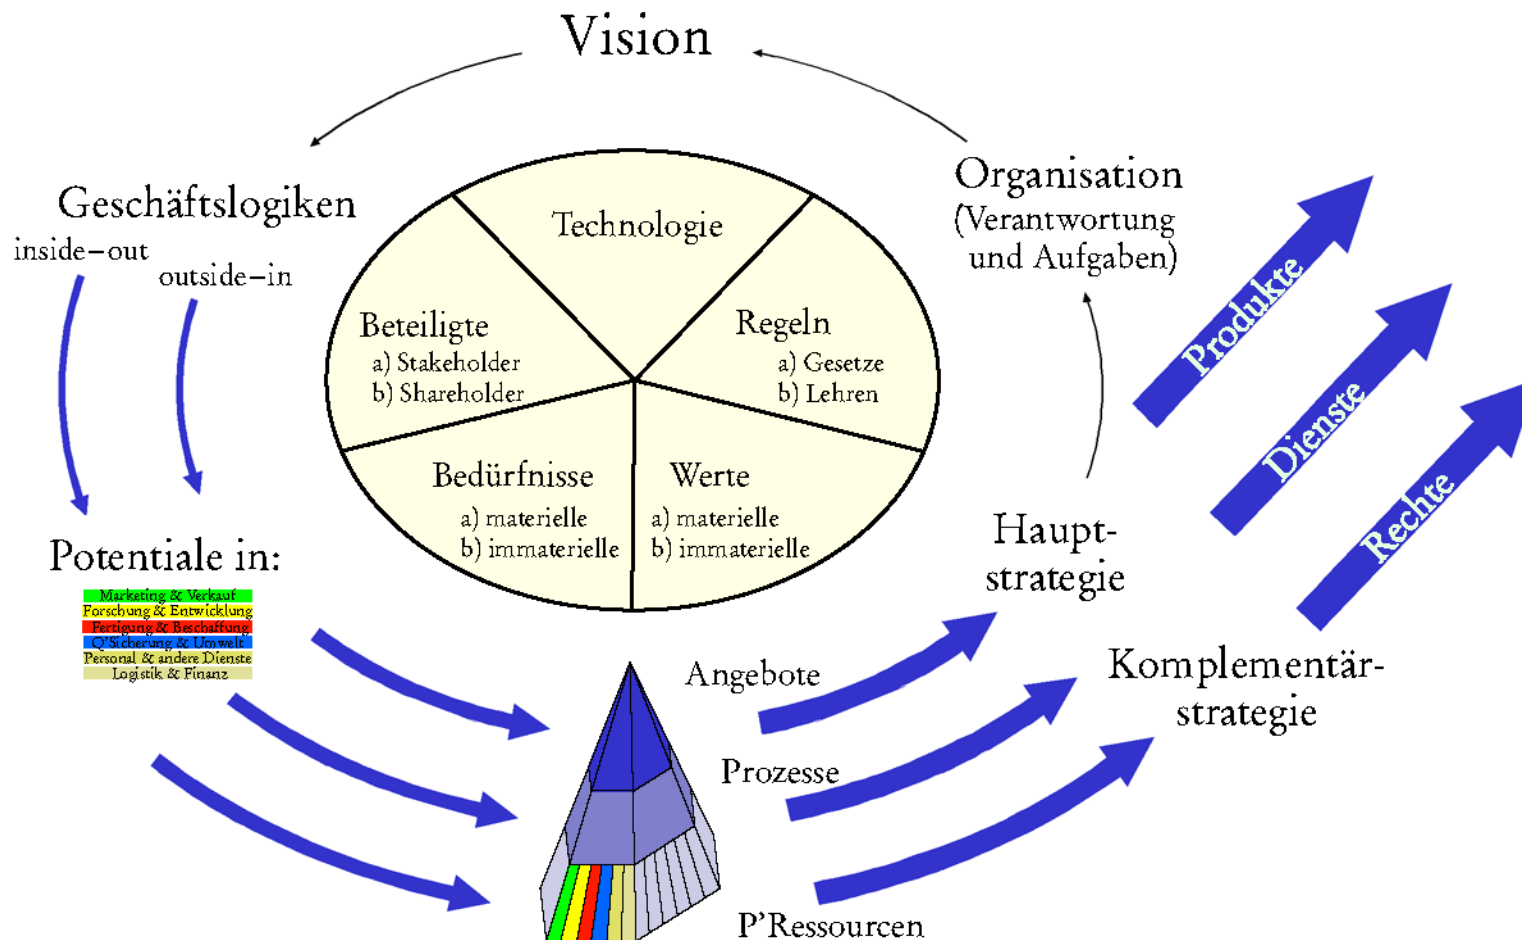 Vision
Geschäftslogiken
inside–out
outside–in
Technologie
Beteiligte
a) Stakeholder
b) Shareholder
Regeln
a) Gesetze
b) Lehren
Bedürfnisse
a) materielle
b) immaterielle
Werte
a) materielle
b) immaterielle
Organisation
(Verantwortung
und Aufgaben)
Produkte
Dienste
Rechte
Potentiale in:
Marketing & Verkauf
Forschung & Entwicklung
Fertigung & Beschaffung
Q'Sicherung & Umwelt
Personal & andere Dienste
Logistik & Finanz
Haupt-
strategie
Komplementär-
strategie
Angebote
Prozesse
P'Ressourcen